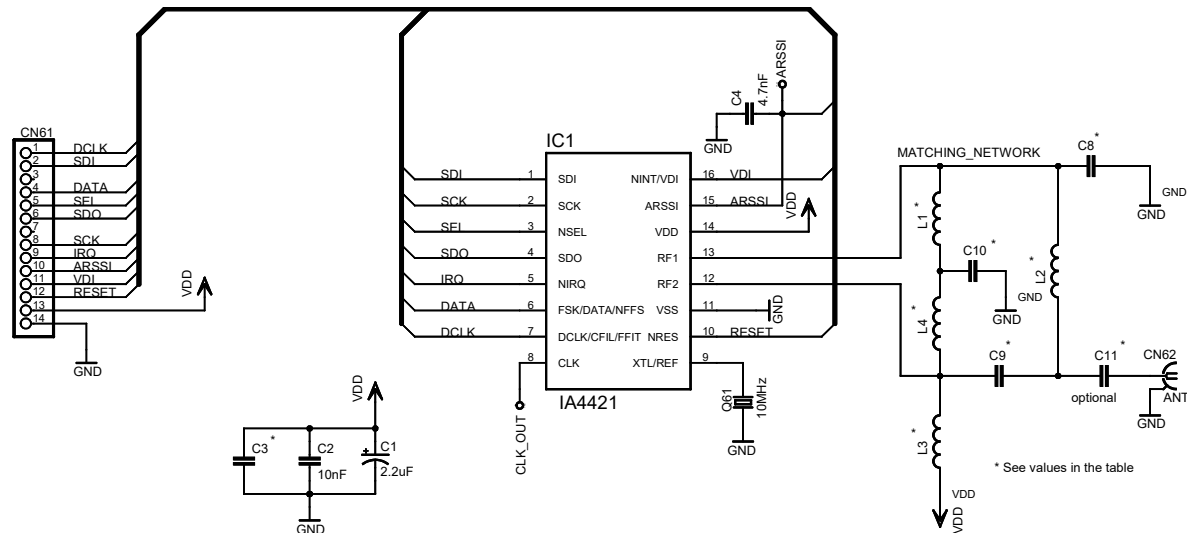 CN61
1 DCLK
2 SDI
3
4 DATA
5 SEL
6 SDO
7
8 SCK
9 IRQ
10 ARSSI
11 VDI
12 RESET
13
14
VDD
GND
C3 *
C2
10nF
C1
+
2.2uF
VDD
GND
IC1
SDI 1 SDI
SCK 2 SCK
SEL 3 NSEL
SDO 4 SDO
IRQ 5 NIRQ
DATA 6 FSK/DATA/NFFS
DCLK 7 DCLK/CFIL/FFIT
8 CLK
CLK_OUT
NINT/VDI 16 VDI
ARSSI 15 ARSSI
VDD 14
RF1 13
RF2 12
VSS 11
NRES 10 RESET
XTL/REF 9
IA4421
C4
4.7nF
ARSSI
GND
VDD
GND
Q61
10MHz
GND
MATCHING_NETWORK
C8 *
GND
GND
L1 *
C10 *
GND
GND
L2 *
L4 *
C9 *
C11 *
optional
CN62
ANT
GND
L3 *
VDD
VDD
* See values in the table